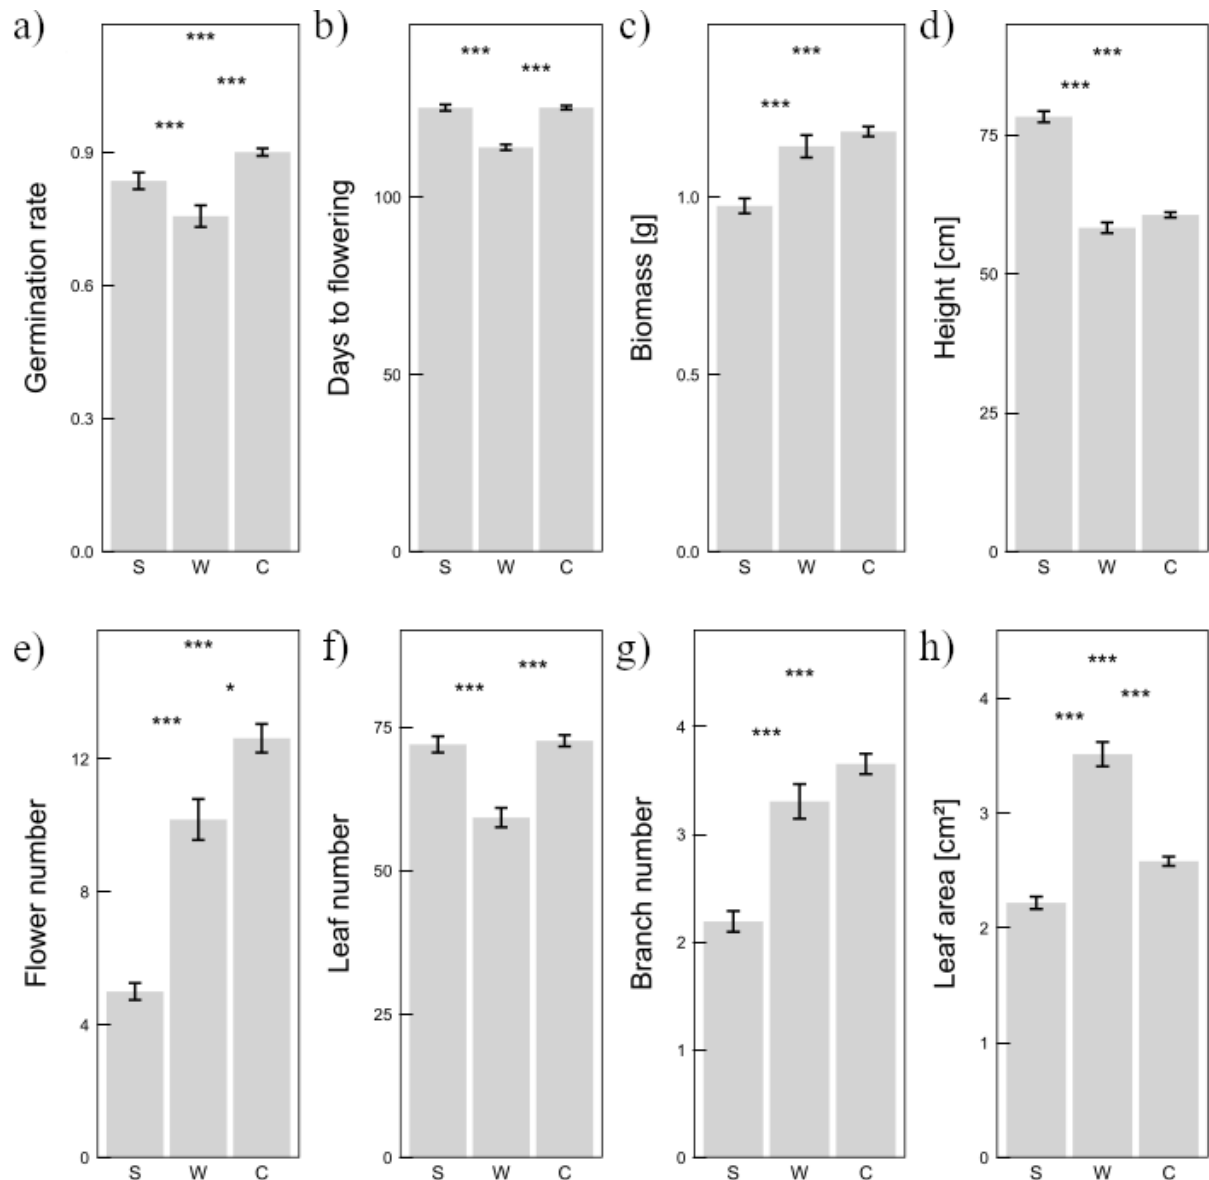 a)
***
***
***
Germination rate
0.9
0.6
0.3
0.0
S W C
b)
***
***
Days to flowering
100
50
0
S W C
c)
***
***
Biomass [g]
1.0
0.5
0.0
S W C
d)
***
***
Height [cm]
75
50
25
0
S W C
e)
***
*
***
Flower number
12
8
4
0
S W C
f)
***
***
Leaf number
75
50
25
0
S W C
g)
***
***
Branch number
4
3
2
1
0
S W C
h)
***
***
***
Leaf area [cm²]
4
3
2
1
0
S W C